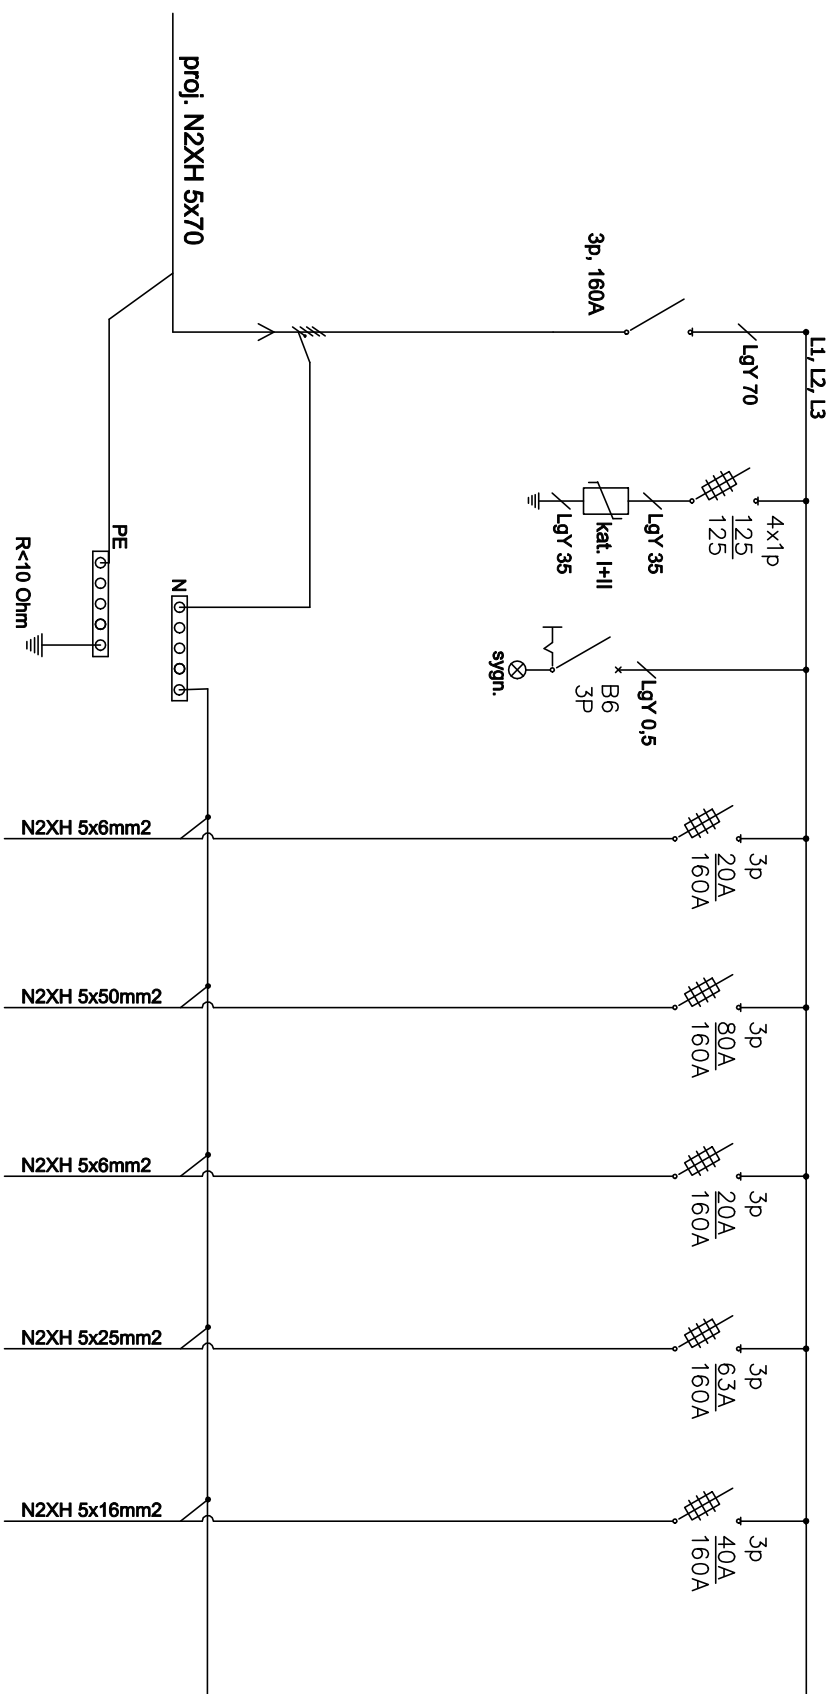 L1, L2, L3
LgY 70
3p, 160A
proj. N2XH 5x70
4x1p
125
125
LgY 35
kat. I+II
LgY 35
PE
R<10 Ohm
N
LgY 0,5
B6
3P
sygn.
3p
20A
160A
N2XH 5x6mm2
3p
80A
160A
N2XH 5x50mm2
3p
20A
160A
N2XH 5x6mm2
3p
63A
160A
N2XH 5x25mm2
3p
40A
160A
N2XH 5x16mm2